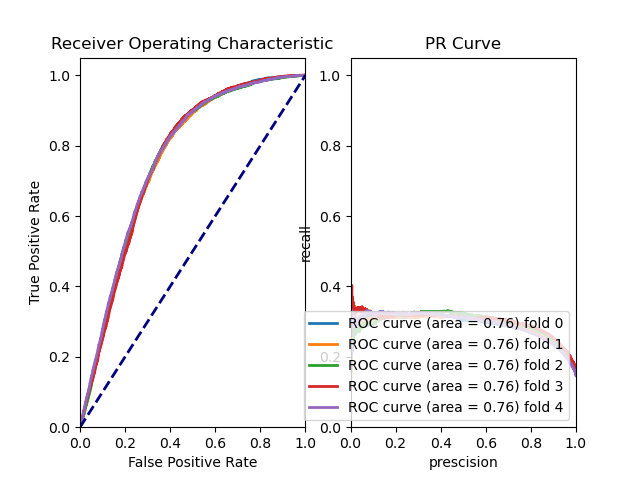 Receiver Operating Characteristic
True Positive Rate
1.0
0.8
0.6
0.4
0.2
0.0
0.0 0.2 0.4 0.6 0.8 1.0
False Positive Rate
PR Curve
recall
1.0
0.8
0.6
0.4
0.2
0.0
ROC curve (area = 0.76) fold 0
ROC curve (area = 0.76) fold 1
ROC curve (area = 0.76) fold 2
ROC curve (area = 0.76) fold 3
ROC curve (area = 0.76) fold 4
0.0 0.2 0.4 0.6 0.8 1.0
prescision